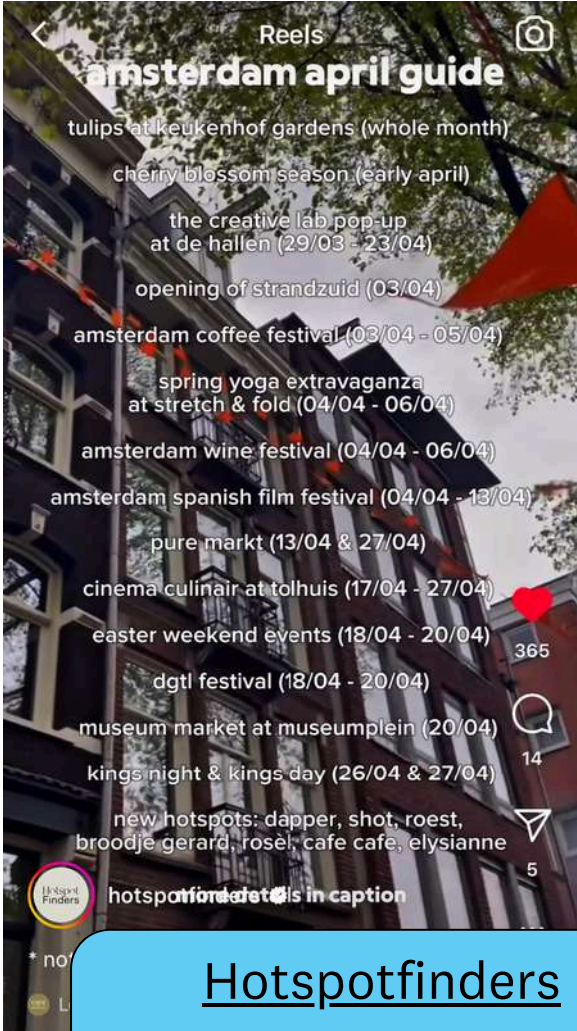 Reels
amsterdam april guide
tulips at keukenhof gardens (whole month)
cherry blossom season (early april)
the creative lab pop-up
at de hallen (29/03 - 23/04)
opening of strandzuid (03/04)
amsterdam coffee festival (03/04 - 05/04)
spring yoga extravaganza
at stretch & fold (04/04 - 06/04)
amsterdam wine festival (04/04 - 06/04)
amsterdam spanish film festival (04/04 - 13/04)
pure markt (13/04 & 27/04)
cinema culinair at tolhuis (17/04 - 27/04)
easter weekend events (18/04 - 20/04)
365
dgtl festival (18/04 - 20/04)
museum market at museumplein (20/04)
14
kings night & kings day (26/04 & 27/04)
new hotspots: dapper, shot, roest,
broodje gerard, rosèl, cafe cafe, elysianne
5
Hotspot
Finders
hotspotfinders
more details in caption
Hotspotfinders